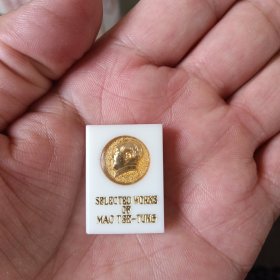 SELECTED WORKS
OF
MAO TSE-TUNG